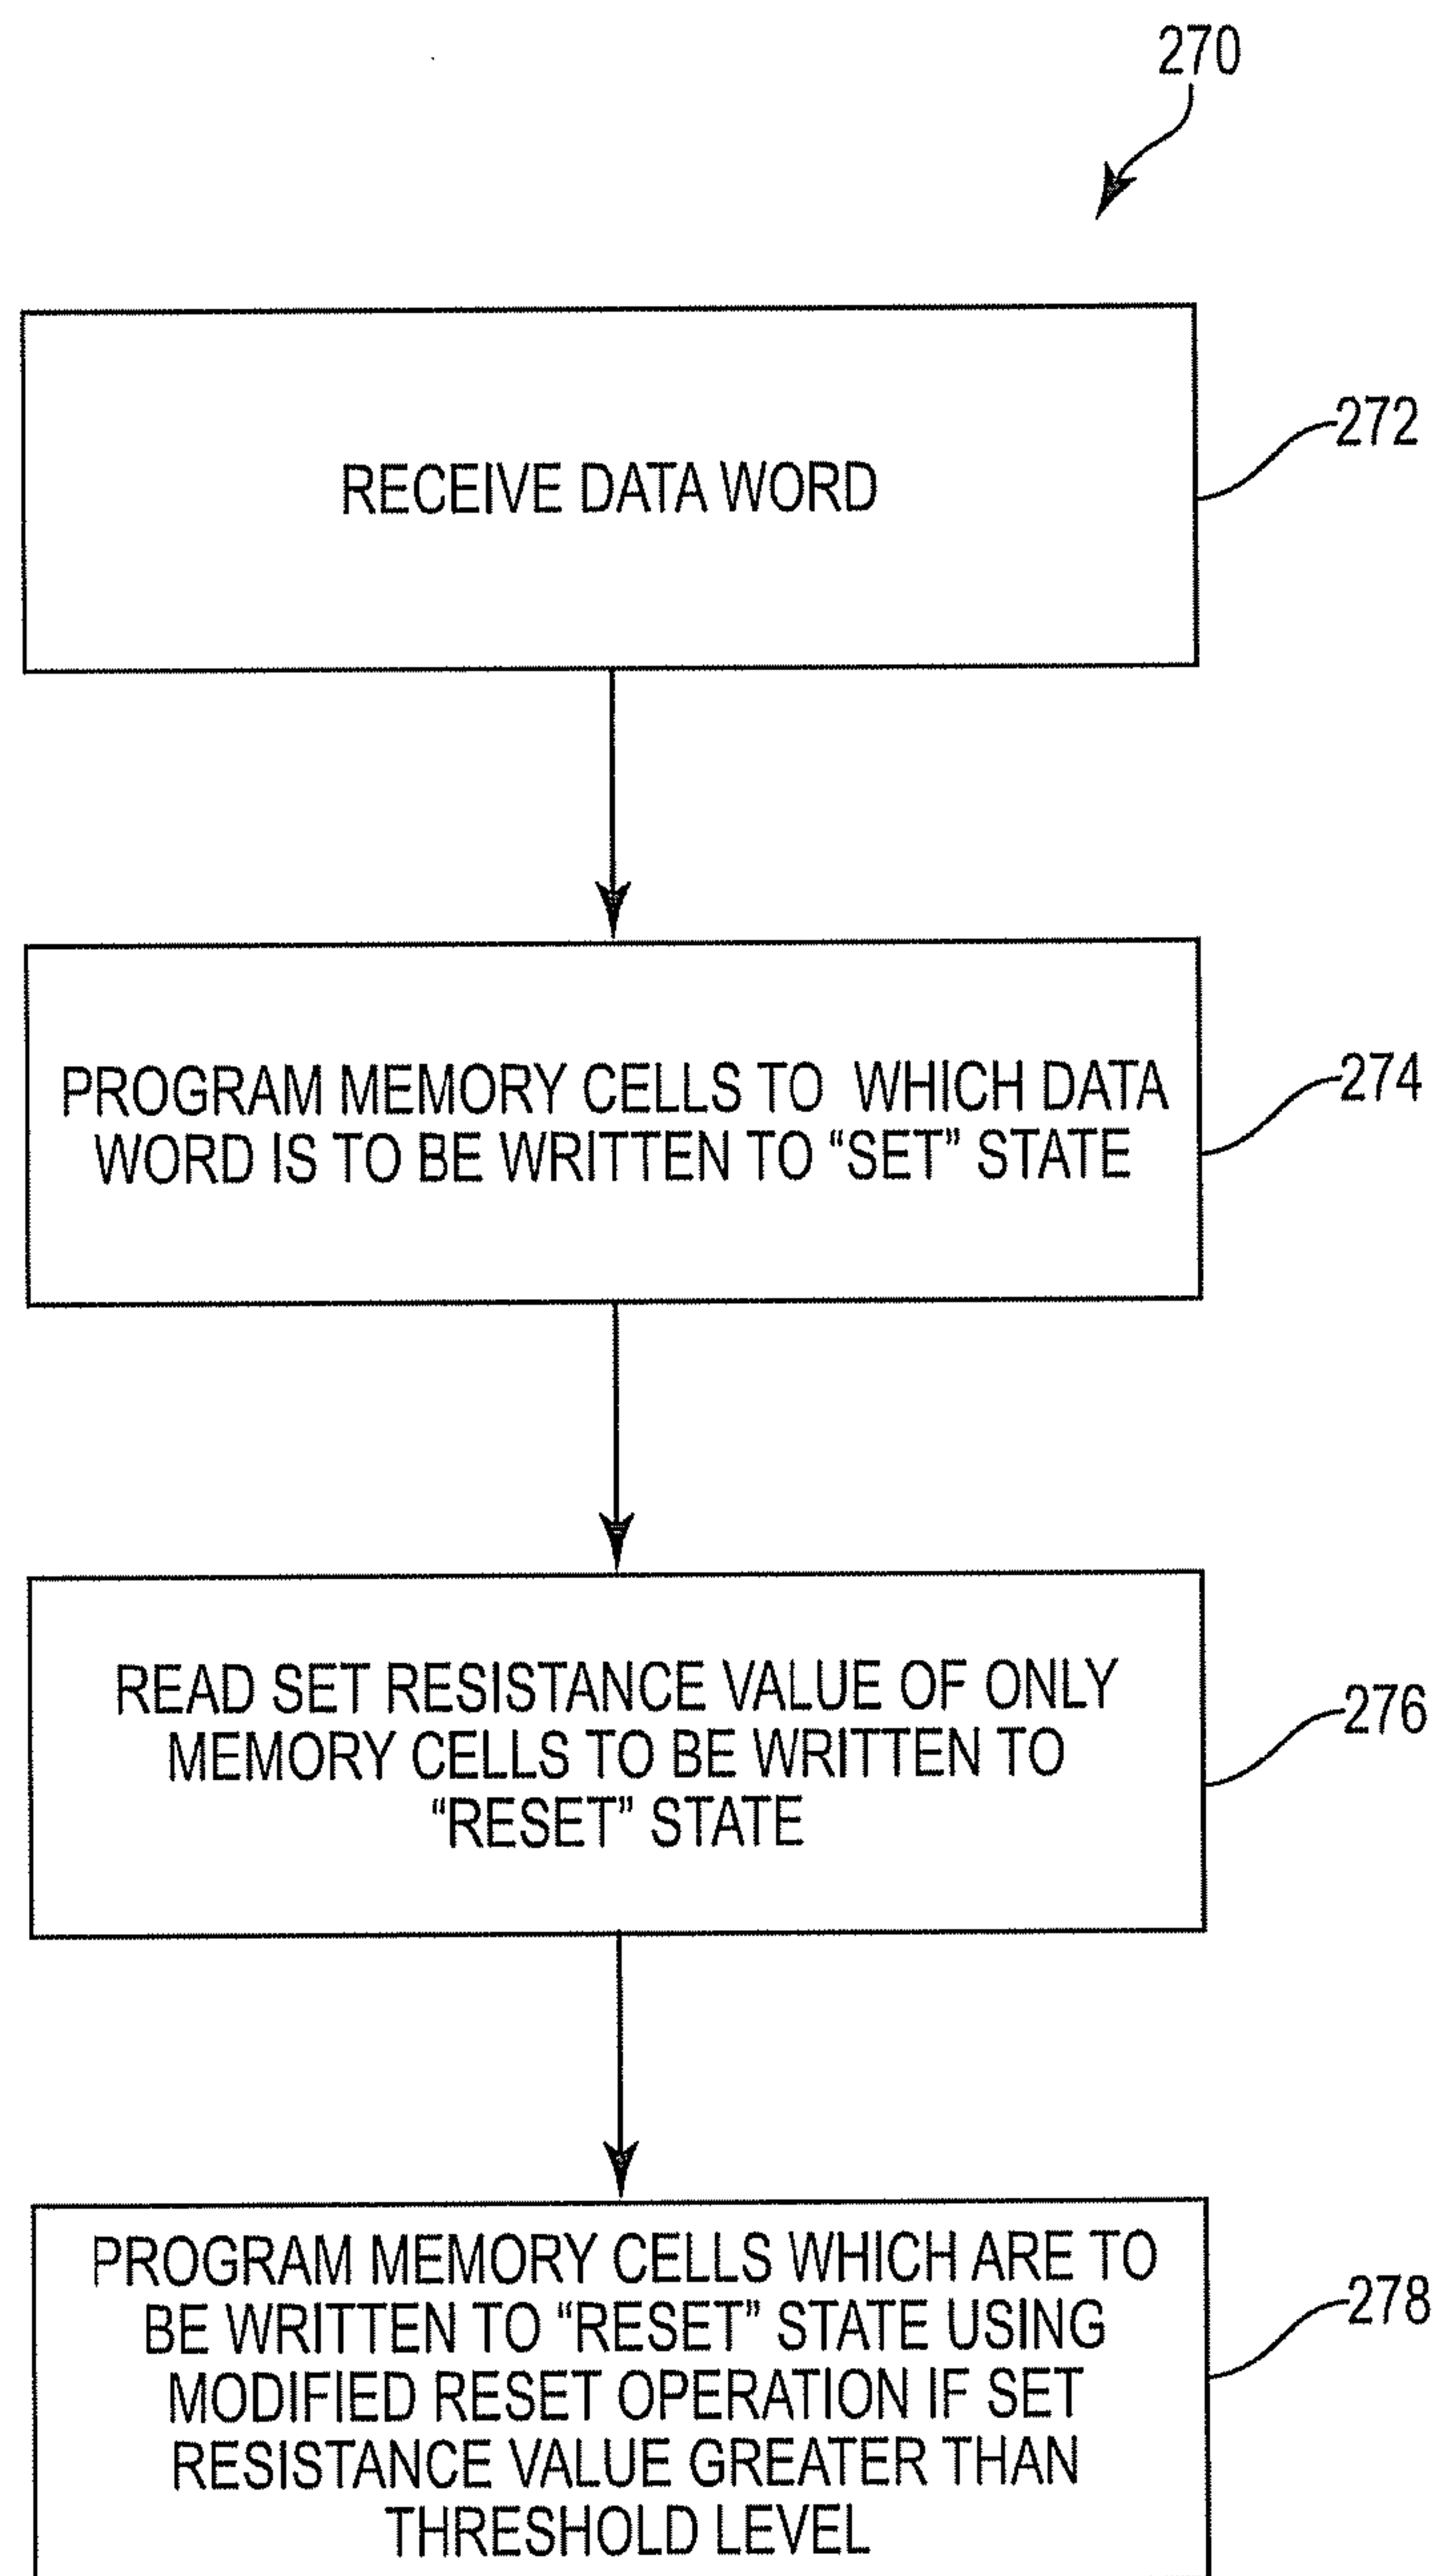 270
RECEIVE DATA WORD
272
PROGRAM MEMORY CELLS TO WHICH DATA
WORD IS TO BE WRITTEN TO “SET” STATE
274
READ SET RESISTANCE VALUE OF ONLY
MEMORY CELLS TO BE WRITTEN TO
“RESET” STATE
276
PROGRAM MEMORY CELLS WHICH ARE TO
BE WRITTEN TO “RESET” STATE USING
MODIFIED RESET OPERATION IF SET
RESISTANCE VALUE GREATER THAN
THRESHOLD LEVEL
278